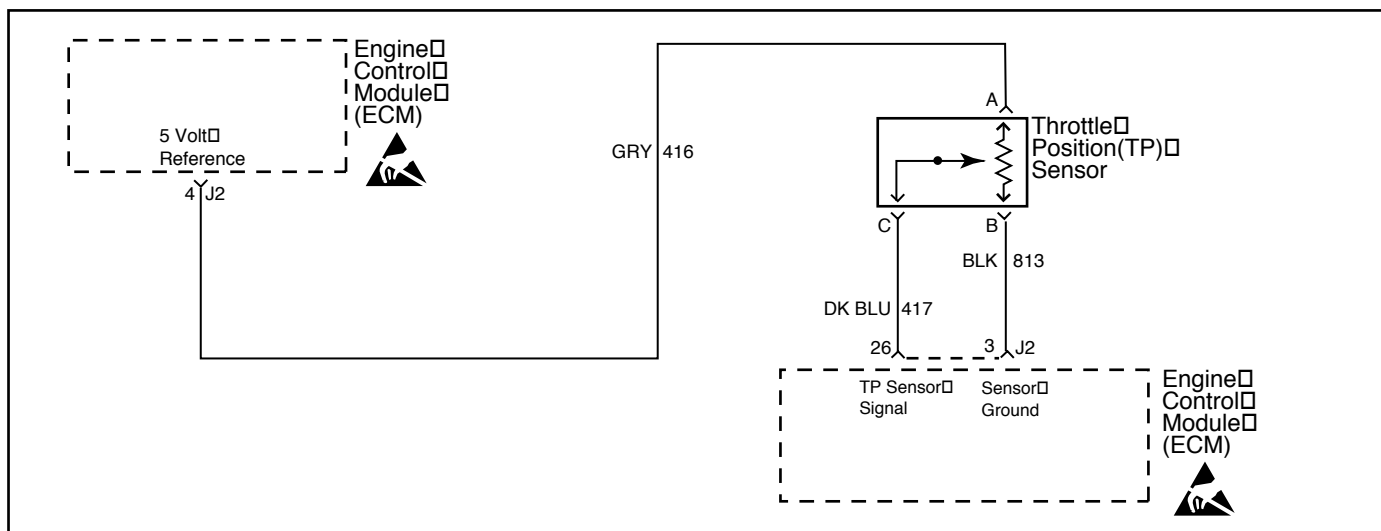 Engine
Control
Module
(ECM)
5 Volt
Reference
4 J2
GRY 416
A
Throttle
Position(TP)
Sensor
C
B
BLK 813
DK BLU 417
26
3 J2
TP Sensor
Signal
Sensor
Ground
Engine
Control
Module
(ECM)